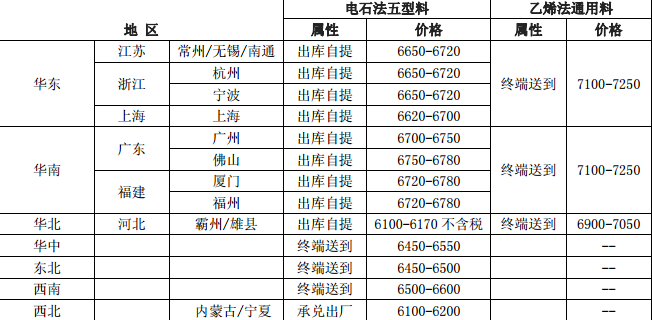 电石法五型料 乙烯法通用料
地 区 属性 价格 属性 价格
江苏 常州/无锡/南通 出库自提 6650-6720
华东 浙江 杭州 出库自提 6650-6720 终端送到 7100-7250
宁波 出库自提 6650-6720
上海 上海 出库自提 6620-6700
华南 广东 广州 出库自提 6700-6750 终端送到 7100-7250
佛山 出库自提 6750-6780
福建 厦门 出库自提 6720-6780
福州 出库自提 6720-6780
华北 河北 霸州/雄县 出库自提 6100-6170 不含税 终端送到 6900-7050
华中 终端送到 6450-6550 --
东北 终端送到 6450-6500 --
西南 终端送到 6500-6600 --
西北 内蒙古/宁夏 承兑出厂 6100-6200 --